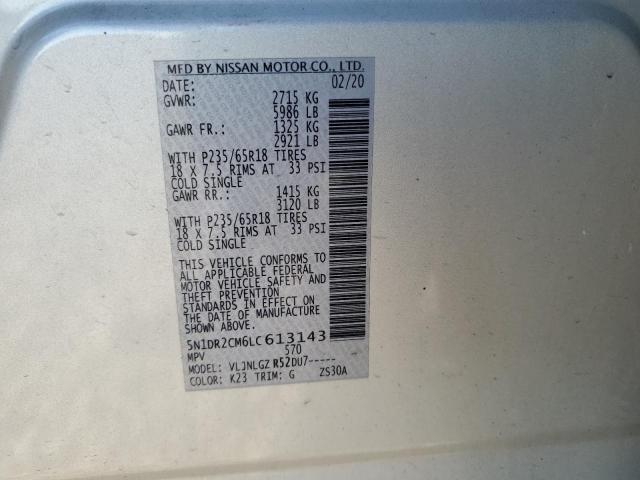 MFD BY NISSAN MOTOR CO., LTD.
DATE: 02/20
GVWR: 2715 KG
5986 LB
GAWR FR.: 1325 KG
2921 LB
WITH P235/65R18 TIRES
18 X 7.5 RIMS AT 33 PSI
COLD SINGLE
GAWR RR.: 1415 KG
3120 LB
WITH P235/65R18 TIRES
18 X 7.5 RIMS AT 33 PSI
COLD SINGLE
THIS VEHICLE CONFORMS TO
ALL APPLICABLE FEDERAL
MOTOR VEHICLE SAFETY AND
THEFT PREVENTION
STANDARDS IN EFFECT ON
THE DATE OF MANUFACTURE
SHOWN ABOVE.
5N1DR2CM6LC613143
MPV 570
MODEL: VLJNLGZ R52DU7-----
COLOR: K23 TRIM: G ZS30A